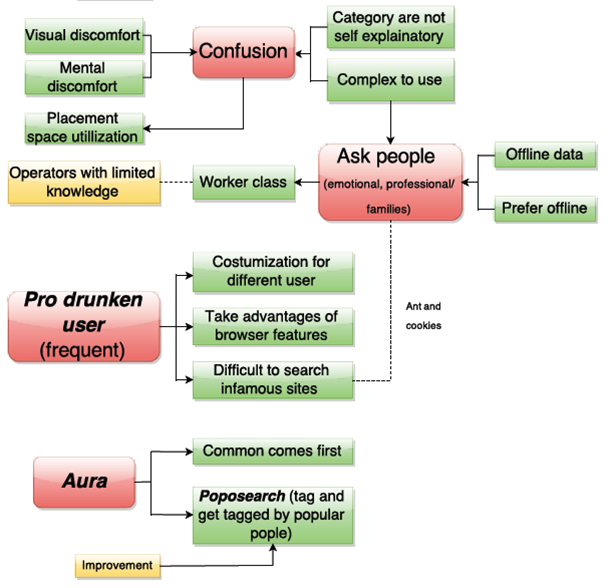 Visual discomfort
Mental
discomfort
Confusion
Category are not
self explainatory
Complex to use
Placement
space utillization
Operators with limited
knowledge
Worker class
Ask people
(emotional, professional/
families)
Offline data
Prefer offline
Pro drunken
user
(frequent)
Costumization for
different user
Take advantages of
browser features
Difficult to search
infamous sites
Ant and
cookies
Aura
Common comes first
Poposearch (tag and
get tagged by popular
pople)
Improvement